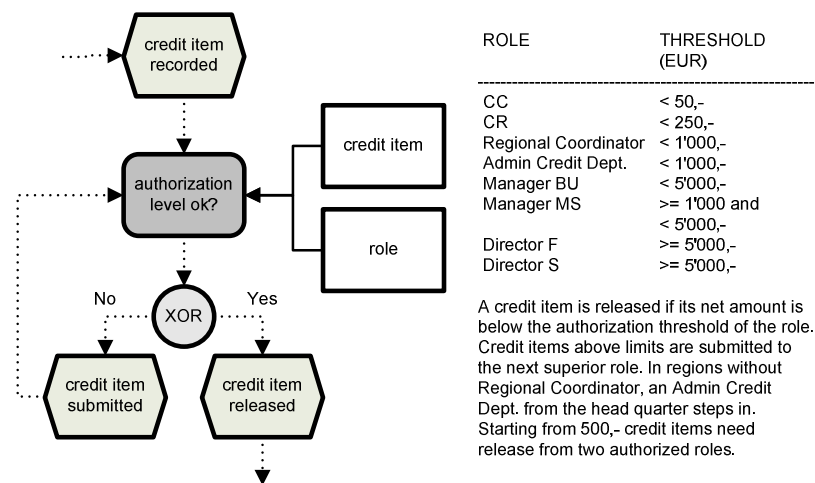 credit item
recorded
authorization
level ok?
credit item
role
XOR
No
Yes
credit item
submitted
credit item
released
ROLE THRESHOLD
(EUR)
CC < 50,-
CR < 250,-
Regional Coordinator < 1'000,-
Admin Credit Dept. < 1'000,-
Manager BU < 5'000,-
Manager MS >= 1'000 and
< 5'000,-
Director F >= 5'000,-
Director S >= 5'000,-
A credit item is released if its net amount is
below the authorization threshold of the role.
Credit items above limits are submitted to
the next superior role. In regions without
Regional Coordinator, an Admin Credit
Dept. from the head quarter steps in.
Starting from 500,- credit items need
release from two authorized roles.